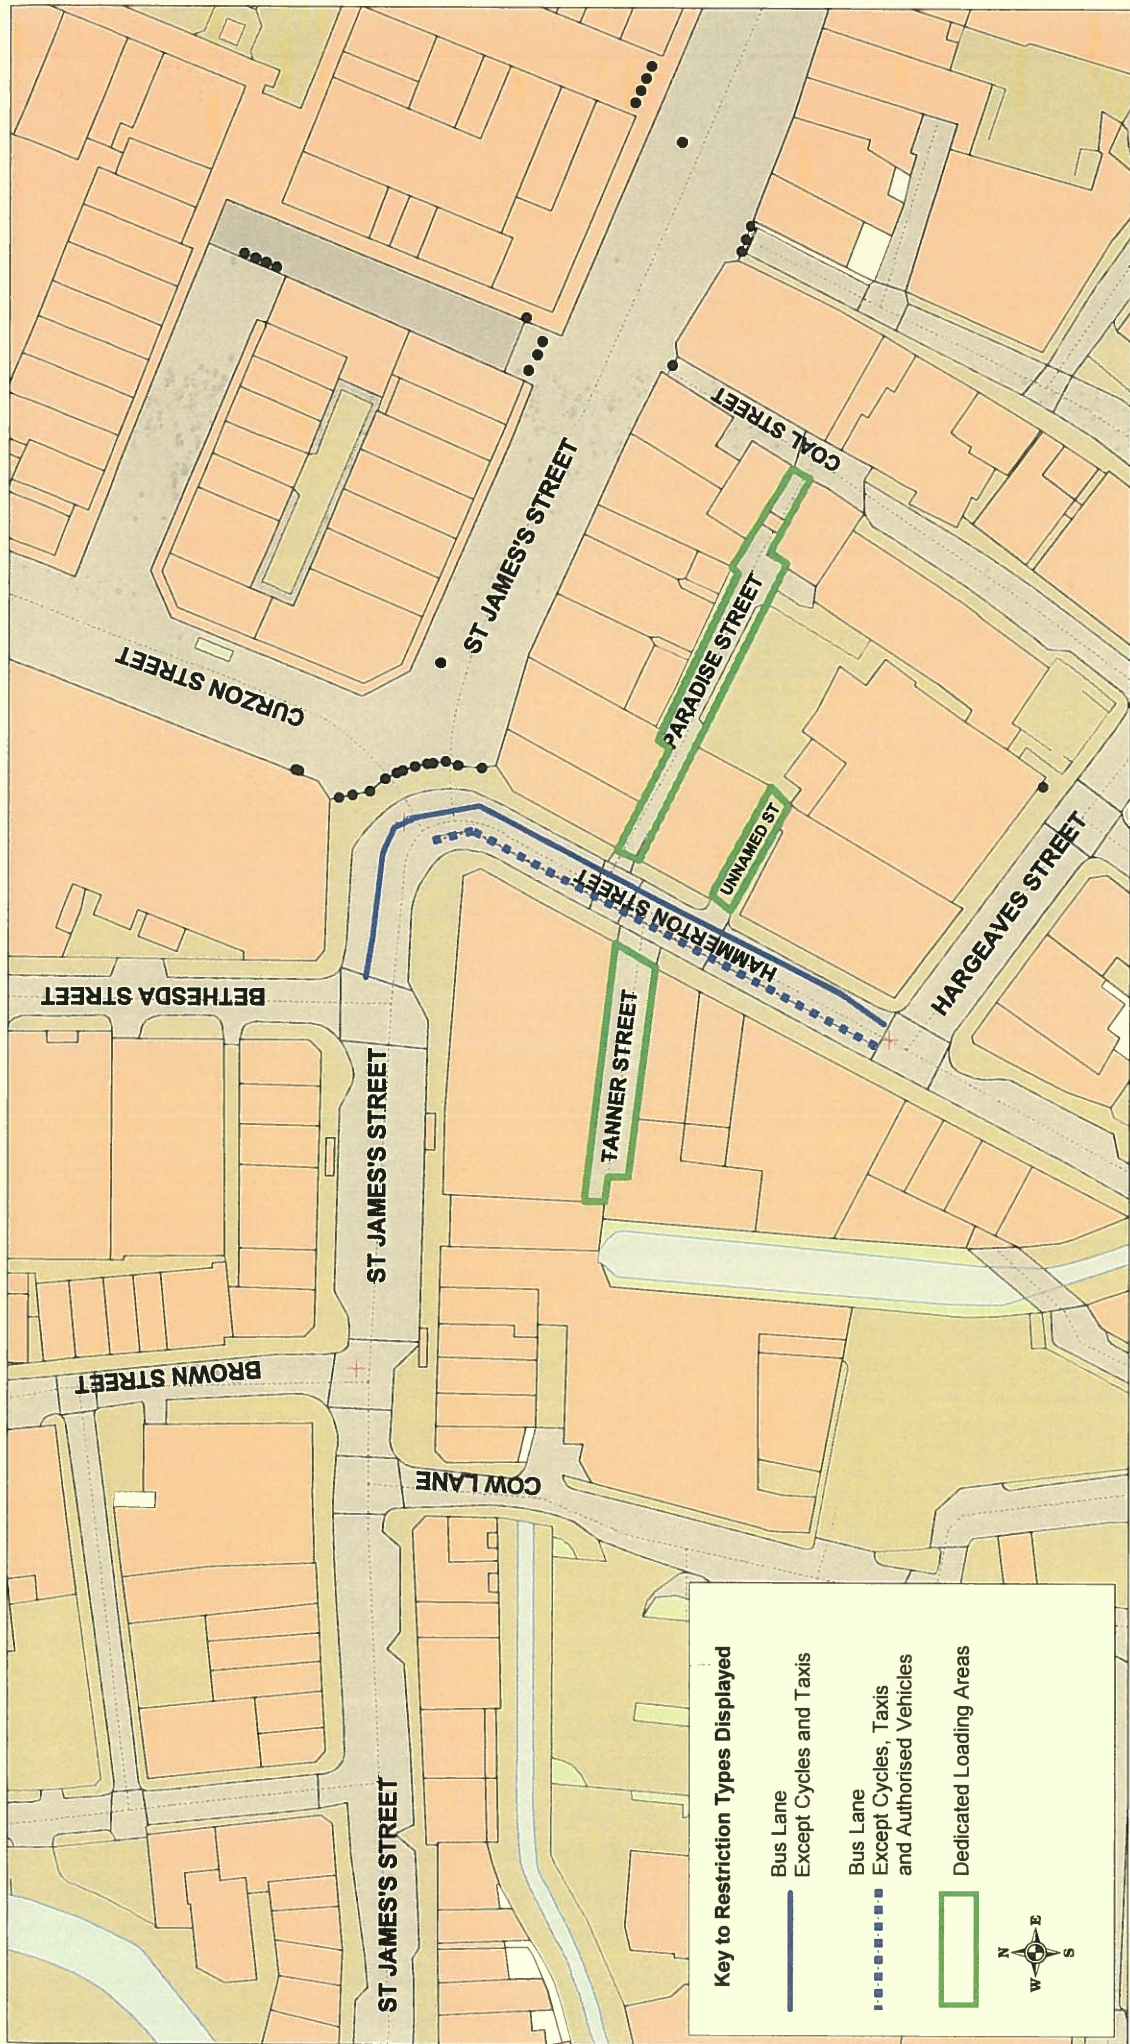 CURZON STREET
ST JAMES'S STREET
COAL STREET
PARADISE STREET
UNNAMED ST
HAMMERTON STREET
HARGEAVES STREET
TANNER STREET
BETHESDA STREET
ST JAMES'S STREET
BROWN STREET
COW LANE
ST JAMES'S STREET
Key to Restriction Types Displayed
Bus Lane
Except Cycles and Taxis
Bus Lane
Except Cycles, Taxis
and Authorised Vehicles
Dedicated Loading Areas
N
W E
S